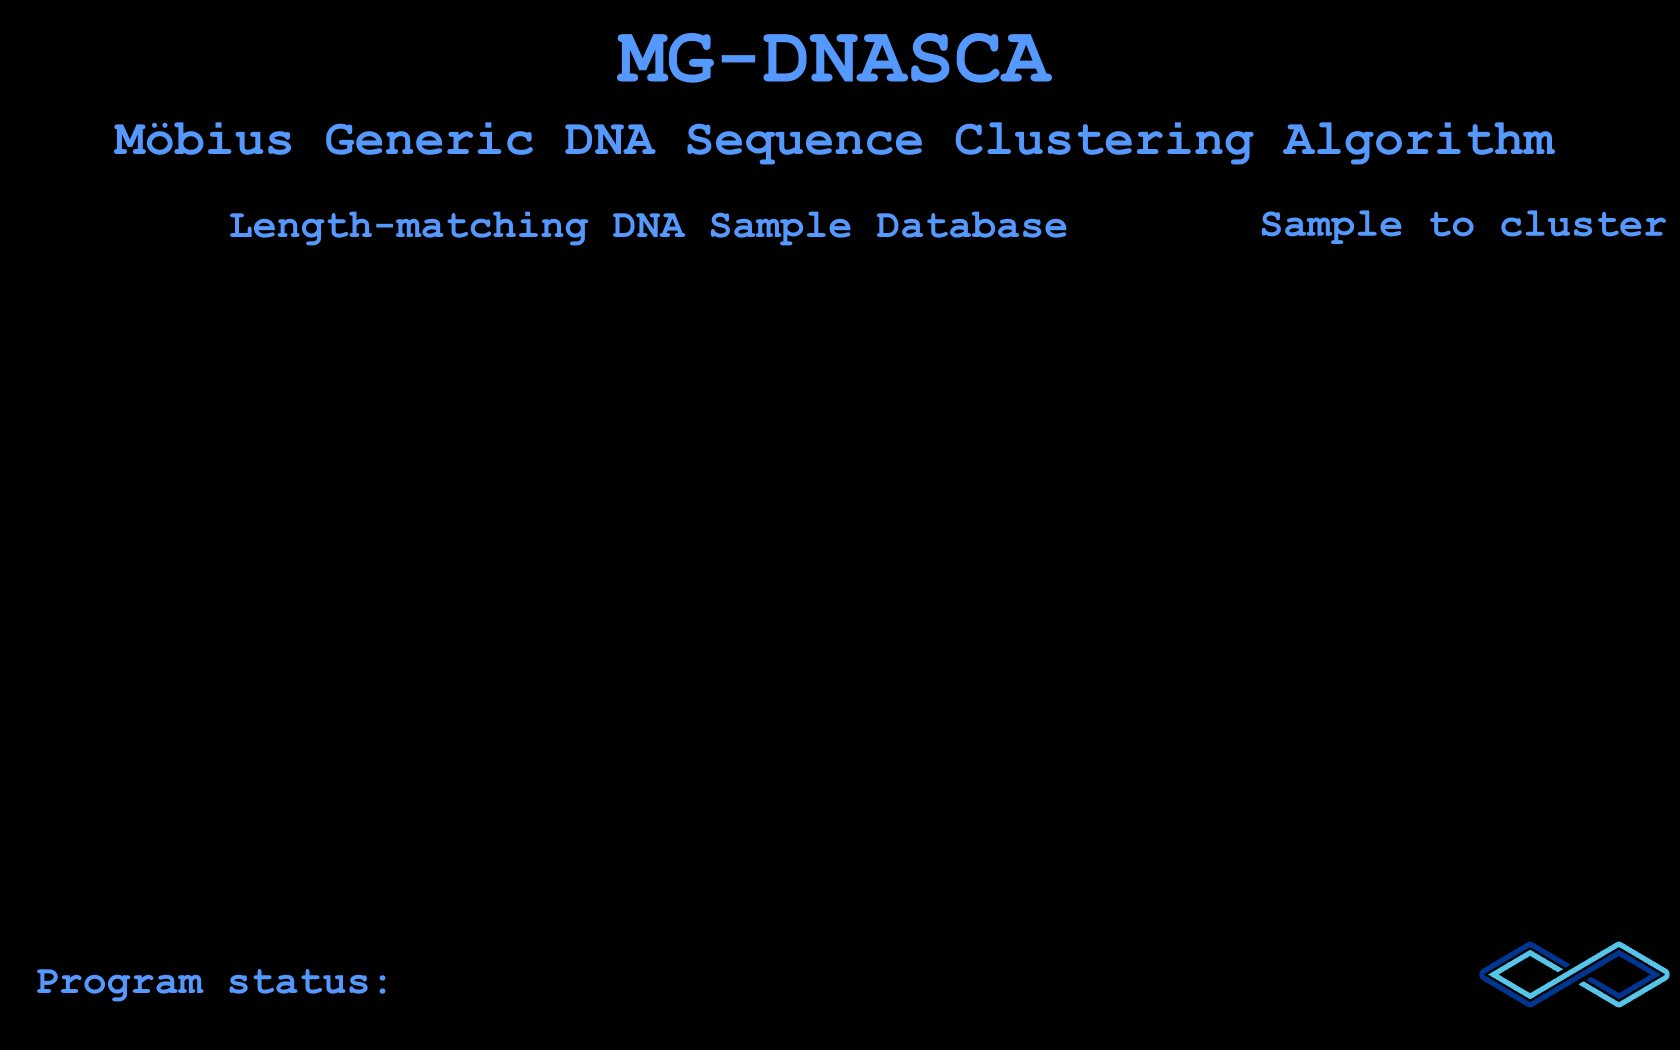 MG-DNASCA
Möbius Generic DNA Sequence Clustering Algorithm
Length-matching DNA Sample Database
Sample to cluster
Program status: